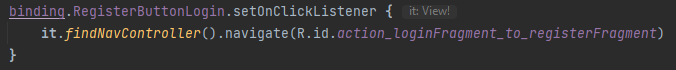 binding.RegisterButtonLogin.setOnClickListener { it: View!
it.findNavController().navigate(R.id.action_loginFragment_to_registerFragment)
}